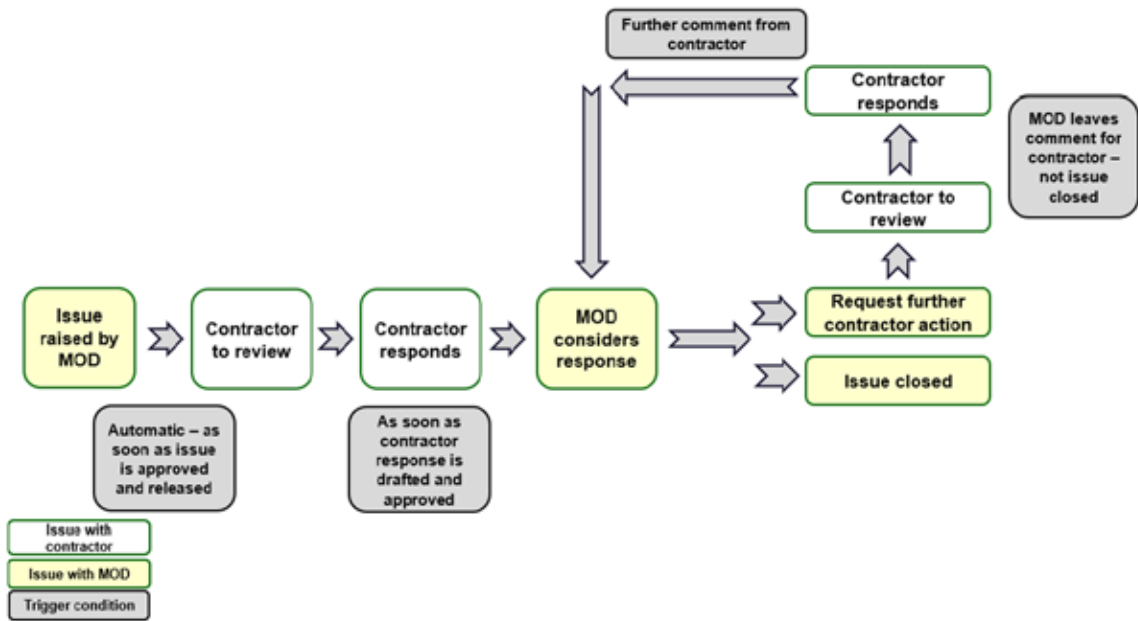 Further comment from
contractor
Contractor
responds
MOD leaves
comment for
contractor –
not issue
closed
Contractor to
review
Issue
raised by
MOD
Contractor
to review
Contractor
responds
MOD
considers
response
Request further
contractor action
Issue closed
Automatic – as
soon as issue
is approved
and released
As soon as
contractor
response is
drafted and
approved
Issue with
contractor
Issue with MOD
Trigger condition